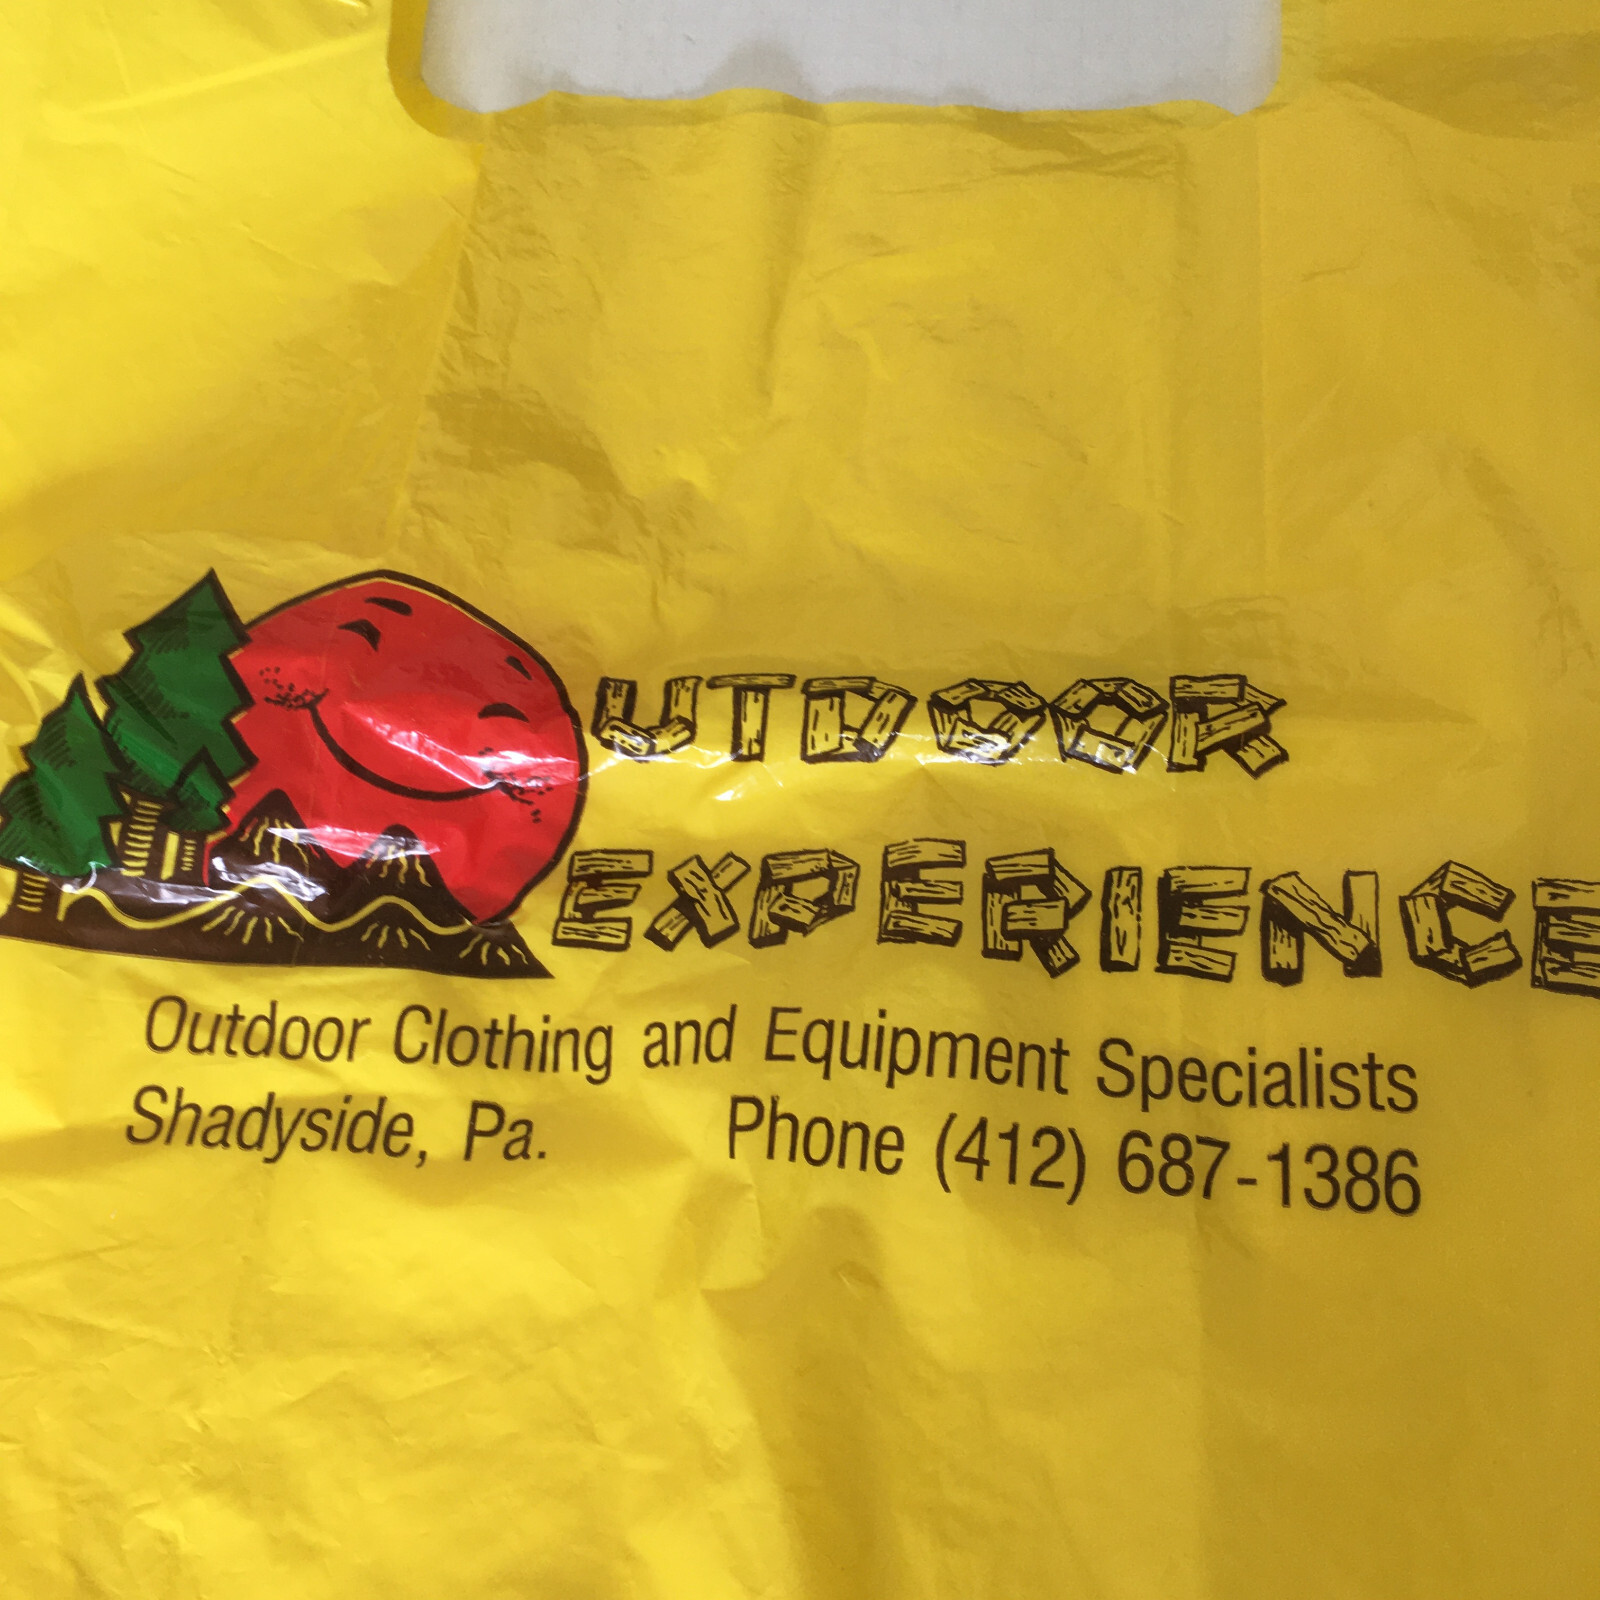 OUTDOOR
EXPERIENCE
Outdoor Clothing and Equipment Specialists
Shadyside, Pa. Phone (412) 687-1386